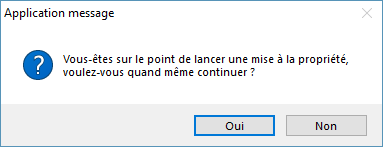 Application message
Vous-êtes sur le point de lancer une mise à la propriété,
voulez-vous quand même continuer ?
Oui
Non